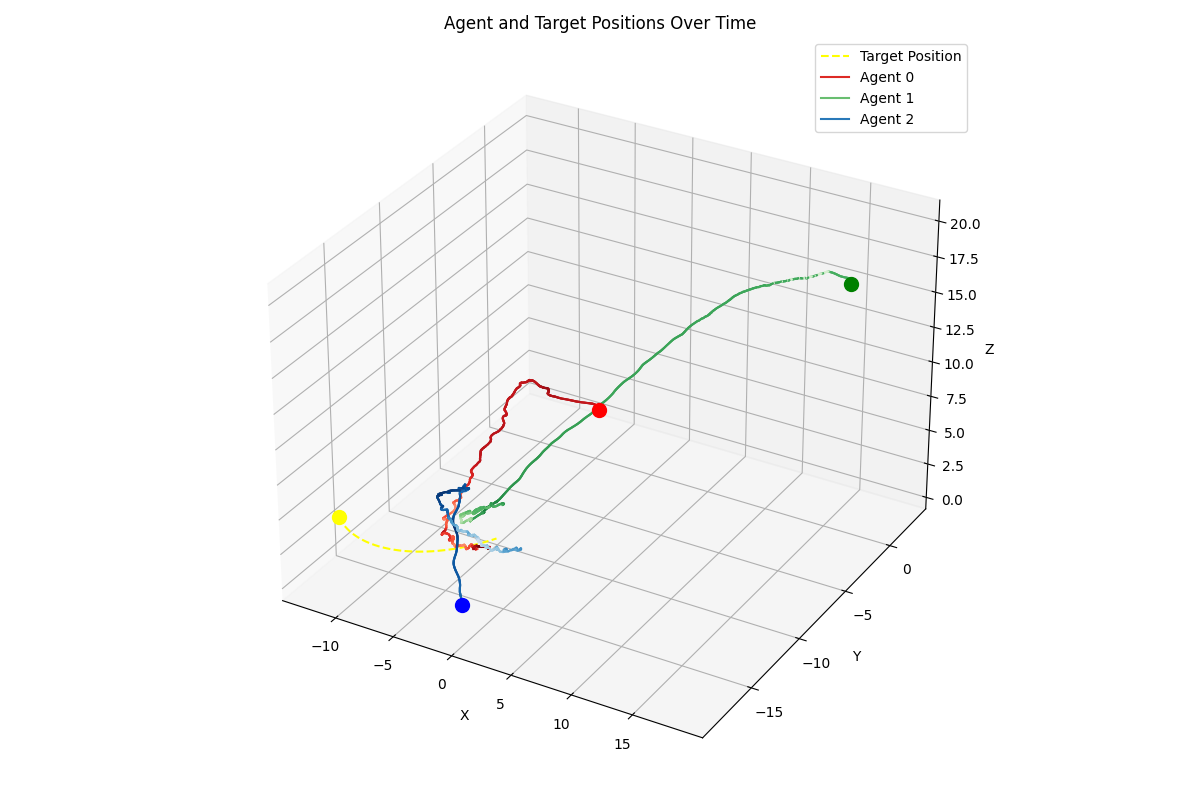 Agent and Target Positions Over Time
Target Position
Agent 0
Agent 1
Agent 2
20.0
17.5
15.0
12.5
10.0
7.5
5.0
2.5
0.0
Z
0
−5
−10
−15
Y
−10
−5
0
5
10
15
X